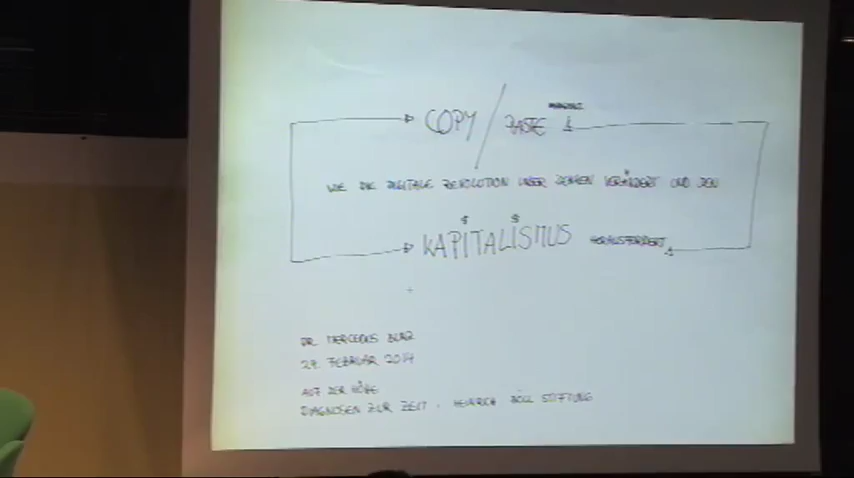 COPY / PASTE
WIE DIE DIGITALE REVOLUTION UNSER DENKEN VERÄNDERT UND DEN
$ $
KAPITALISMUS HERAUSFORDERT
DR MERCEDES BUNZ
27. FEBRUAR 2014
AUF DER HÖHE
DIAGNOSEN ZUR ZEIT . HEINRICH BÖLL STIFTUNG